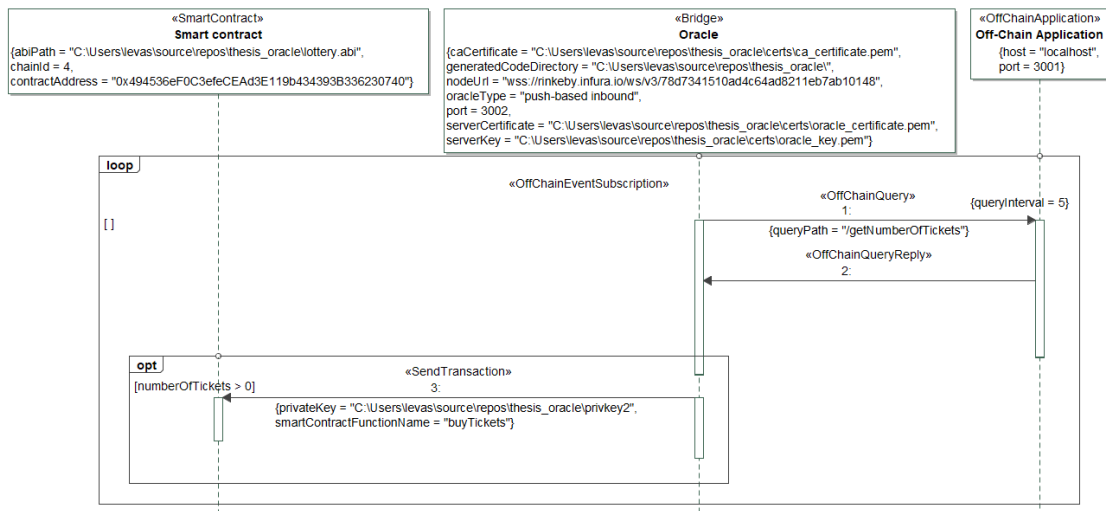 «SmartContract»
Smart contract
{abiPath = "C:\Users\levas\source\repos\thesis_oracle\lottery.abi",
chainId = 4,
contractAddress = "0x494536eF0C3efeCEAd3E119b434393B336230740"}
«Bridge»
Oracle
{caCertificate = "C:\Users\levas\source\repos\thesis_oracle\certs\ca_certificate.pem",
generatedCodeDirectory = "C:\Users\levas\source\repos\thesis_oracle\",
nodeUrl = "wss://rinkeby.infura.io/ws/v3/78d7341510ad4c64ad8211eb7ab10148",
oracleType = "push-based inbound",
port = 3002,
serverCertificate = "C:\Users\levas\source\repos\thesis_oracle\certs\oracle_certificate.pem",
serverKey = "C:\Users\levas\source\repos\thesis_oracle\certs\oracle_key.pem"}
«OffChainApplication»
Off-Chain Application
{host = "localhost",
port = 3001}
loop
[ ]
«OffChainEventSubscription»
«OffChainQuery»
1:
{queryInterval = 5}
{queryPath = "/getNumberOfTickets"}
«OffChainQueryReply»
2:
opt
[numberOfTickets > 0]
«SendTransaction»
3:
{privateKey = "C:\Users\levas\source\repos\thesis_oracle\privkey2",
smartContractFunctionName = "buyTickets"}